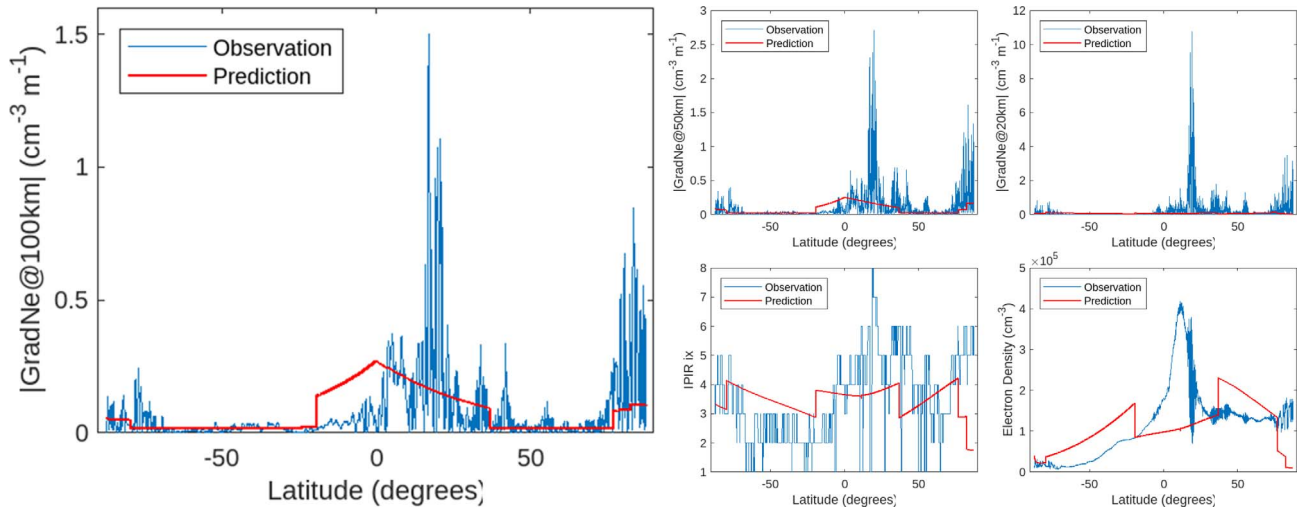 |GradNe@100km| (cm⁻³ m⁻¹)
1.5
1
0.5
0
Observation
Prediction
-50 0 50
Latitude (degrees)
|GradNe@50km| (cm⁻³ m⁻¹)
3
2.5
2
1.5
1
0.5
0
Observation
Prediction
-50 0 50
Latitude (degrees)
|GradNe@20km| (cm⁻³ m⁻¹)
12
10
8
6
4
2
0
Observation
Prediction
-50 0 50
Latitude (degrees)
IPIR ix
8
7
6
5
4
3
2
1
Observation
Prediction
-50 0 50
Latitude (degrees)
×10⁵
Electron Density (cm⁻³)
5
4
3
2
1
0
Observation
Prediction
-50 0 50
Latitude (degrees)